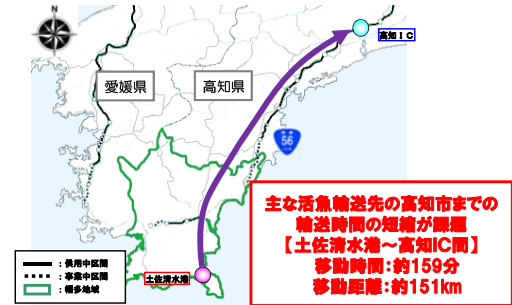 高知IC
愛媛県
高知県
国道
56
主な活魚輸送先の高知市までの
輸送時間の短縮が課題
【土佐清水港～高知IC間】
移動時間：約159分
移動距離：約151km
：供用中区間
：事業中区間
：幡多地域
土佐清水港